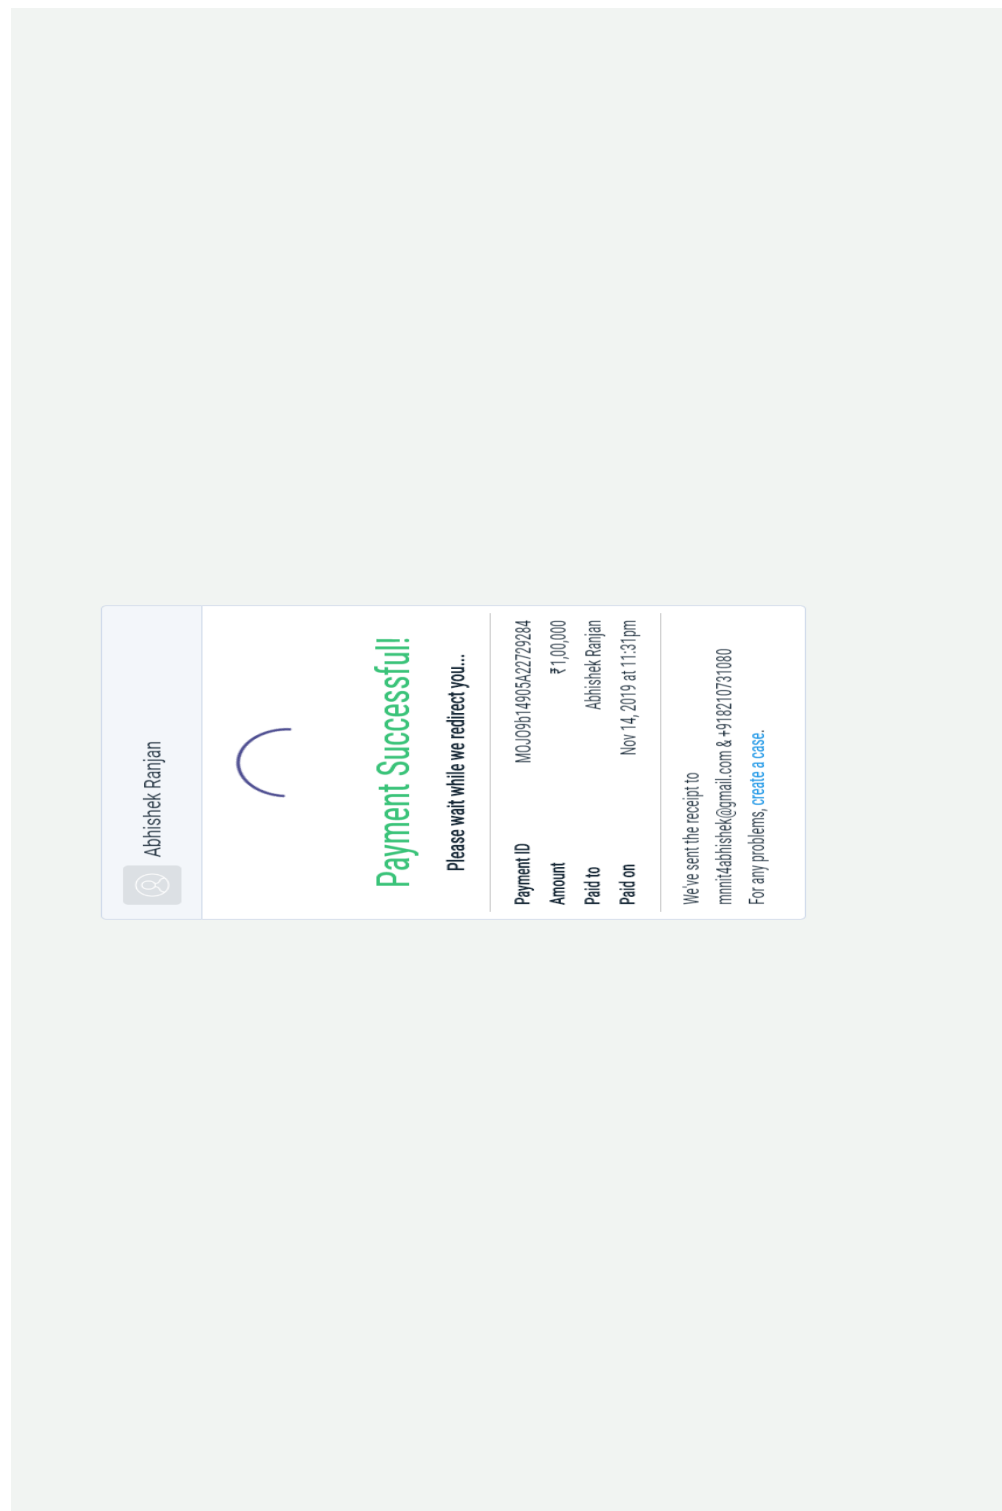 Abhishek Ranjan
Payment Successful!
Please wait while we redirect you...
Payment ID MOJO9b14905A22729284
Amount ₹1,00,000
Paid to Abhishek Ranjan
Paid on Nov 14, 2019 at 11:31pm
We've sent the receipt to
mnnit4abhishek@gmail.com & +918210731080
For any problems, create a case.